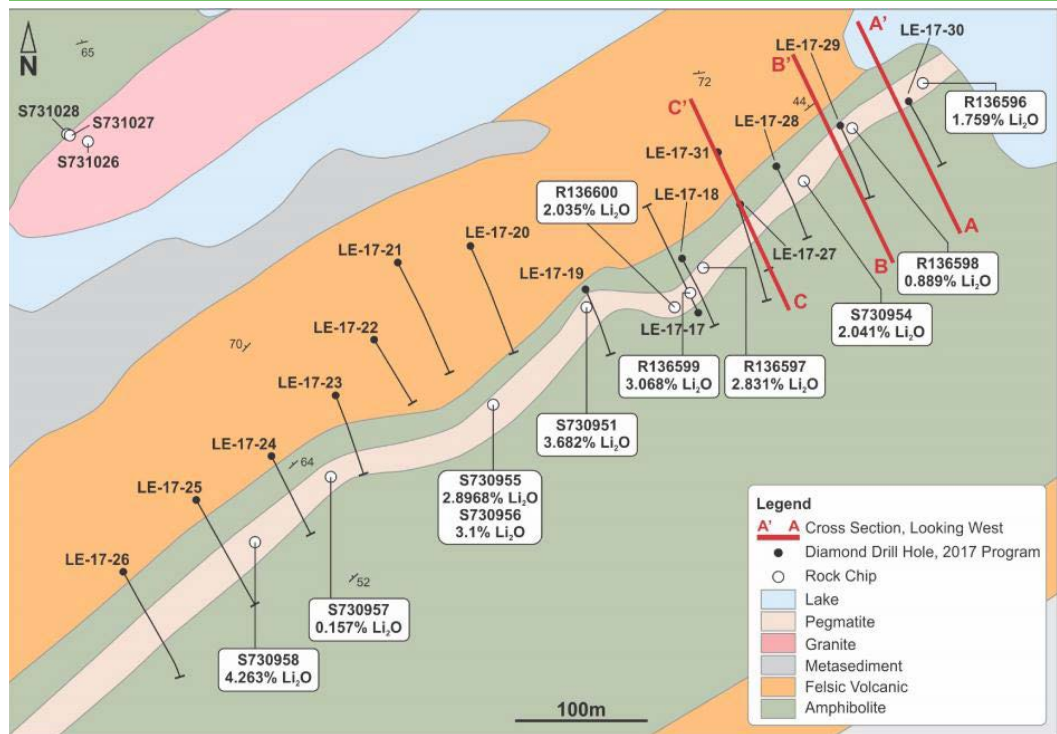 N
65
S731028
S731027
S731026
A'
LE-17-30
LE-17-29
B'
72
44
R136596
1.759% Li₂O
C'
LE-17-28
LE-17-31
R136600
2.035% Li₂O
LE-17-18
LE-17-20
LE-17-21
LE-17-27
A
B
R136598
0.889% Li₂O
LE-17-19
C
S730954
2.041% Li₂O
LE-17-22
LE-17-17
70
R136599
3.068% Li₂O
R136597
2.831% Li₂O
LE-17-23
S730951
3.682% Li₂O
LE-17-24
64
S730955
2.8968% Li₂O
S730956
3.1% Li₂O
LE-17-25
LE-17-26
52
S730957
0.157% Li₂O
S730958
4.263% Li₂O
100m
Legend
A' A Cross Section, Looking West
Diamond Drill Hole, 2017 Program
Rock Chip
Lake
Pegmatite
Granite
Metasediment
Felsic Volcanic
Amphibolite